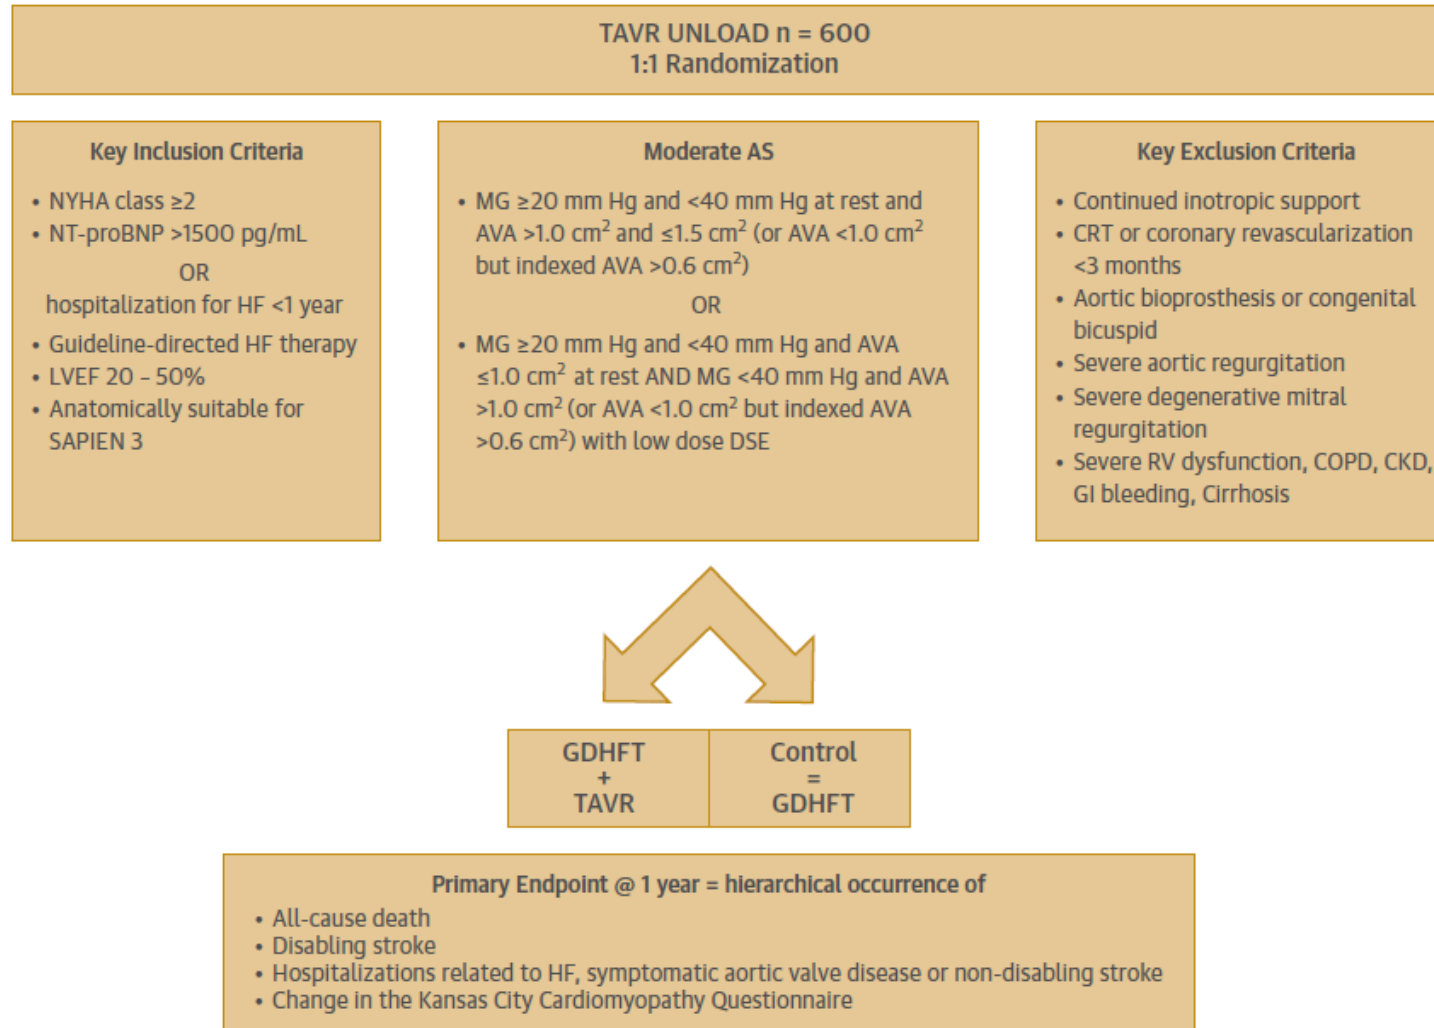 TAVR UNLOAD n = 600
1:1 Randomization
Key Inclusion Criteria
• NYHA class ≥2
• NT-proBNP >1500 pg/mL
OR
hospitalization for HF <1 year
• Guideline-directed HF therapy
• LVEF 20 – 50%
• Anatomically suitable for
SAPIEN 3
Moderate AS
• MG ≥20 mm Hg and <40 mm Hg at rest and
AVA >1.0 cm² and ≤1.5 cm² (or AVA <1.0 cm²
but indexed AVA >0.6 cm²)
OR
• MG ≥20 mm Hg and <40 mm Hg and AVA
≤1.0 cm² at rest AND MG <40 mm Hg and AVA
>1.0 cm² (or AVA <1.0 cm² but indexed AVA
>0.6 cm²) with low dose DSE
Key Exclusion Criteria
• Continued inotropic support
• CRT or coronary revascularization
<3 months
• Aortic bioprosthesis or congenital
bicuspid
• Severe aortic regurgitation
• Severe degenerative mitral
regurgitation
• Severe RV dysfunction, COPD, CKD,
GI bleeding, Cirrhosis
GDHFT
+
TAVR
Control
=
GDHFT
Primary Endpoint @ 1 year = hierarchical occurrence of
• All-cause death
• Disabling stroke
• Hospitalizations related to HF, symptomatic aortic valve disease or non-disabling stroke
• Change in the Kansas City Cardiomyopathy Questionnaire